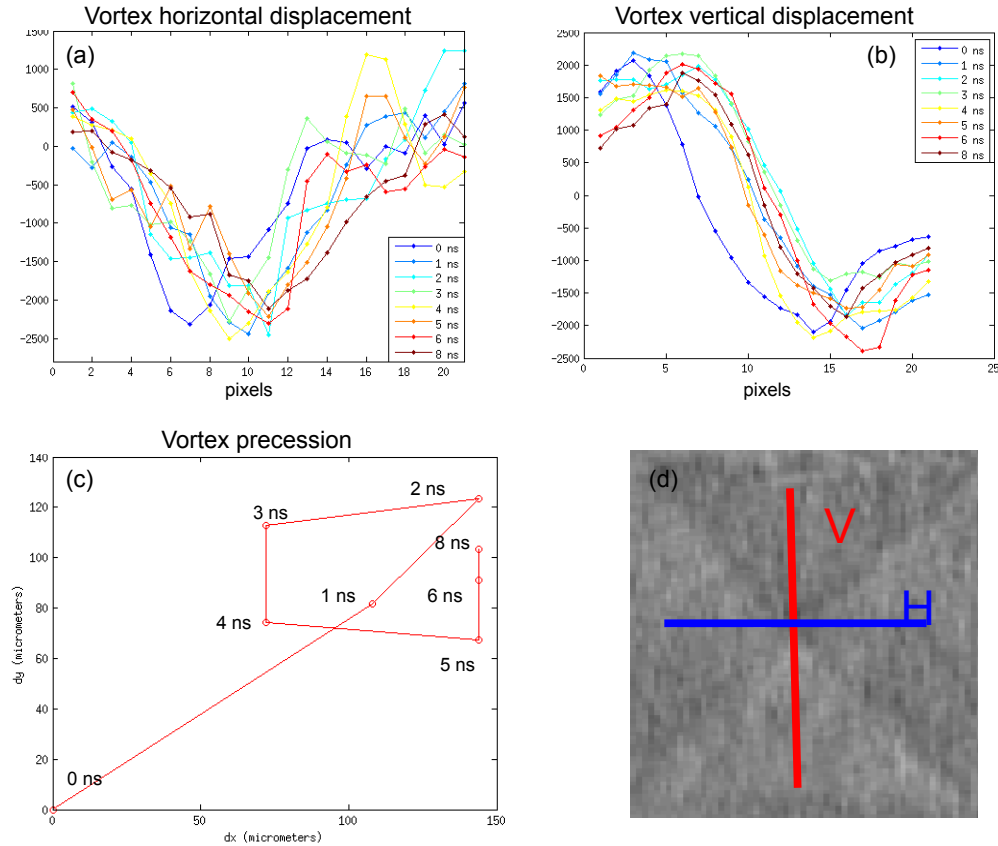 Vortex horizontal displacement
(a)
1500
1000
500
0
-500
-1000
-1500
-2000
-2500
0 ns
1 ns
2 ns
3 ns
4 ns
5 ns
6 ns
8 ns
0 2 4 6 8 10 12 14 16 18 20
pixels
Vortex vertical displacement
(b)
2500
2000
1500
1000
500
0
-500
-1000
-1500
-2000
-2500
0 ns
1 ns
2 ns
3 ns
4 ns
5 ns
6 ns
8 ns
0 5 10 15 20 25
pixels
Vortex precession
(c)
140
120
100
80
60
40
20
0
dy (micrometers)
2 ns
3 ns
8 ns
1 ns
6 ns
4 ns
5 ns
0 ns
0 50 100 150
dx (micrometers)
(d)
V
H